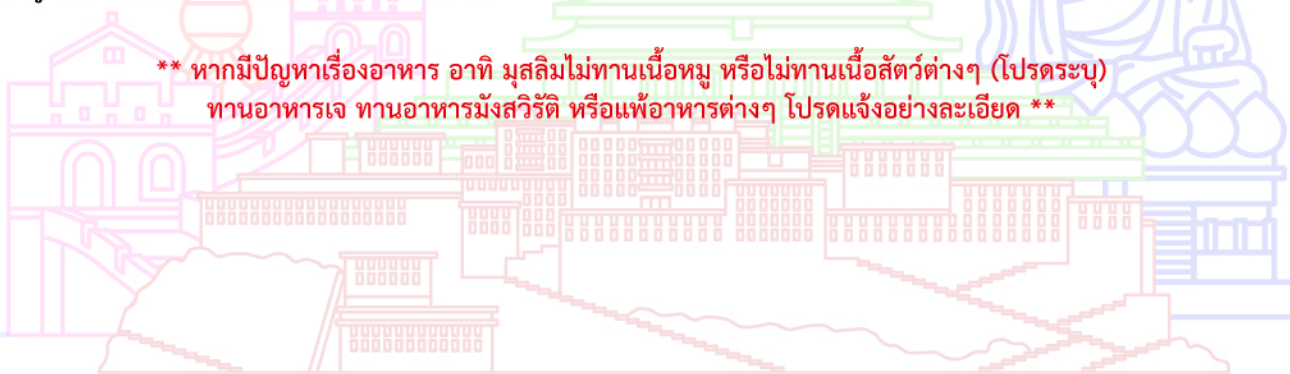 ** หากมีปัญหาเรื่องอาหาร อาทิ มุสลิมไม่ทานเนื้อหมู หรือไม่ทานเนื้อสัตว์ต่างๆ (โปรดระบุ)
ทานอาหารเจ ทานอาหารมังสวิรัติ หรือแพ้อาหารต่างๆ โปรดแจ้งอย่างละเอียด **